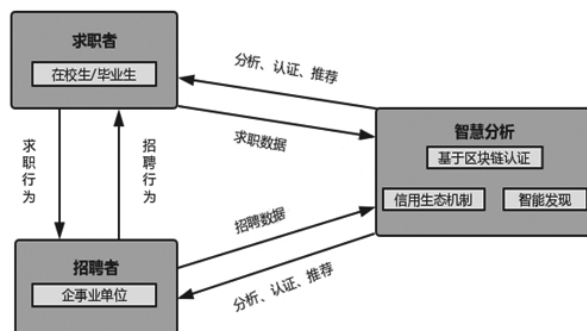 求职者
在校生/毕业生
分析、认证、推荐
求职数据
智慧分析
基于区块链认证
信用生态机制
智能发现
求职行为
招聘行为
招聘数据
分析、认证、推荐
招聘者
企事业单位